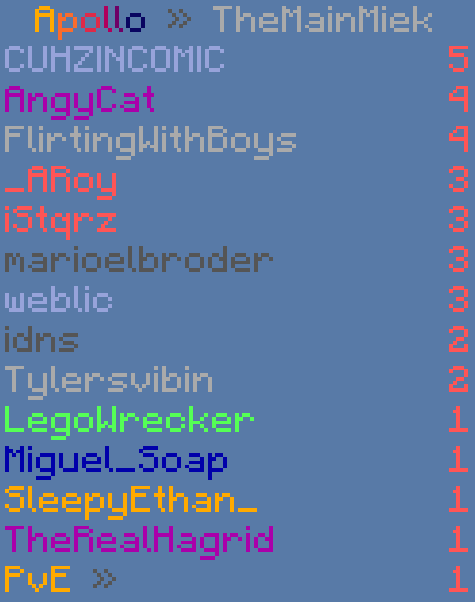 Apollo » TheMainMiek
CUHZINCOMIC 5
AngyCat 4
FlirtingWithBoys 4
_ARoy 3
iStqrz 3
marioelbroder 3
weblic 3
idns 2
Tylersvibin 2
LegoWrecker 1
Miguel_Soap 1
SleepyEthan_ 1
TheRealHagrid 1
PvE » 1